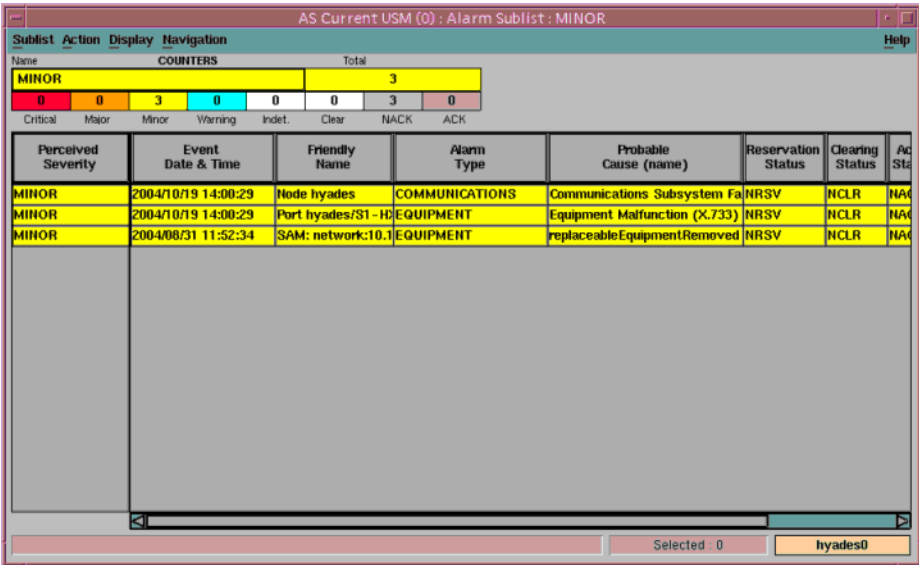 AS Current USM (0) : Alarm Sublist : MINOR
Sublist Action Display Navigation Help
Name COUNTERS Total
MINOR 3
0 0 3 0 0 0 3 0
Critical Major Minor Warning Indet. Clear NACK ACK
Perceived Severity Event Date & Time Friendly Name Alarm Type Probable Cause (name) Reservation Status Clearing Status Ac Sta
MINOR 2004/10/19 14:00:29 Node hyades COMMUNICATIONS Communications Subsystem Fa NRSV NCLR NAC
MINOR 2004/10/19 14:00:29 Port hyades/S1-H EQUIPMENT Equipment Malfunction (X.733) NRSV NCLR NAC
MINOR 2004/08/31 11:52:34 SAM: network:10.1 EQUIPMENT replaceableEquipmentRemoved NRSV NCLR NAC
Selected : 0 hyades0